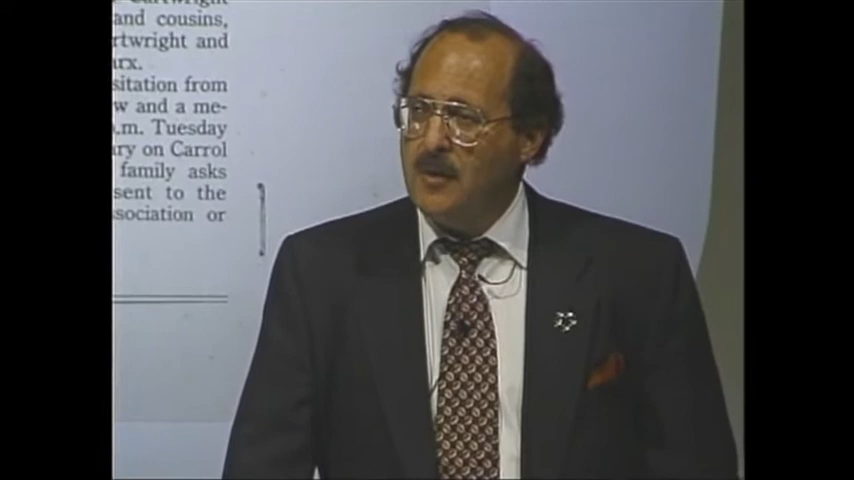 and cousins,
rtwright and
arx.
sitation from
w and a me-
.m. Tuesday
ary on Carrol
family asks
sent to the
ssociation or